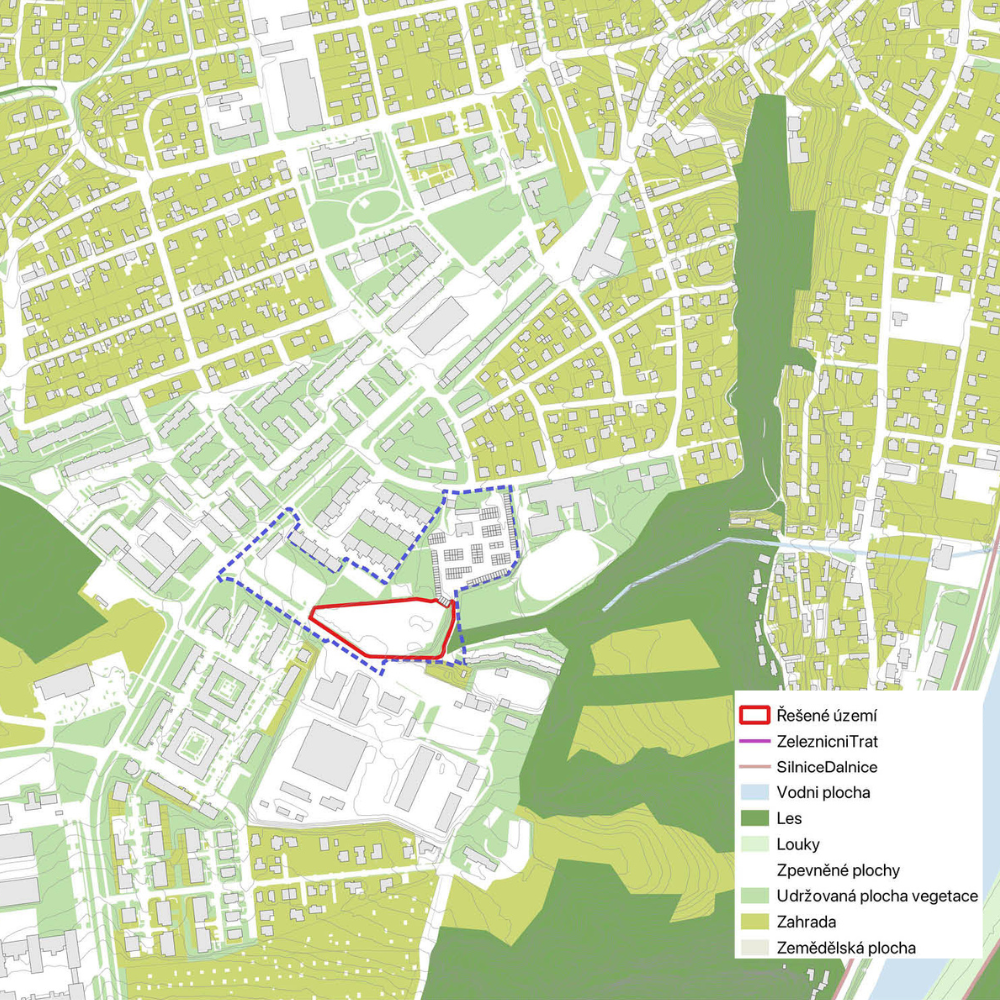 Řešené území
ZeleznicniTrat
SilniceDalnice
Vodni plocha
Les
Louky
Zpevněné plochy
Udržovaná plocha vegetace
Zahrada
Zemědělská plocha